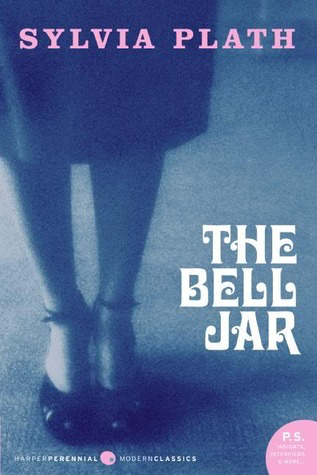 SYLVIA PLATH
THE
BELL
JAR
P.S.
INSIGHTS,
INTERVIEWS
& MORE...
HARPERPERENNIAL MODERNCLASSICS